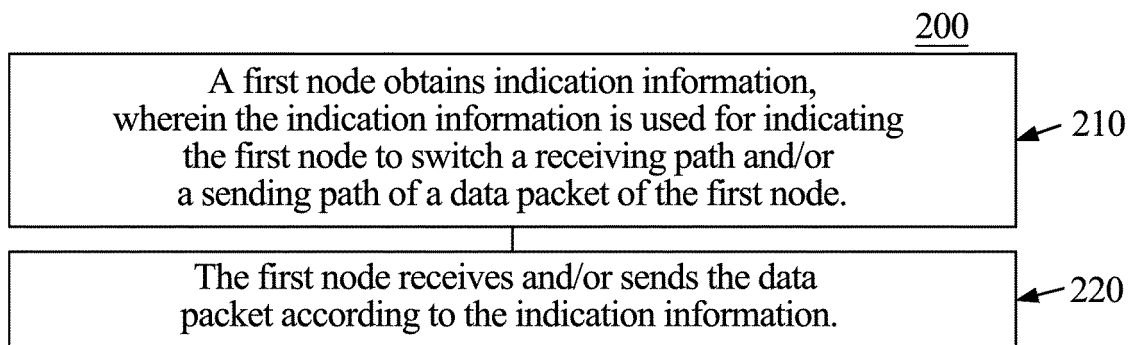 200
A first node obtains indication information,
wherein the indication information is used for indicating
the first node to switch a receiving path and/or
a sending path of a data packet of the first node.
210
The first node receives and/or sends the data
packet according to the indication information.
220